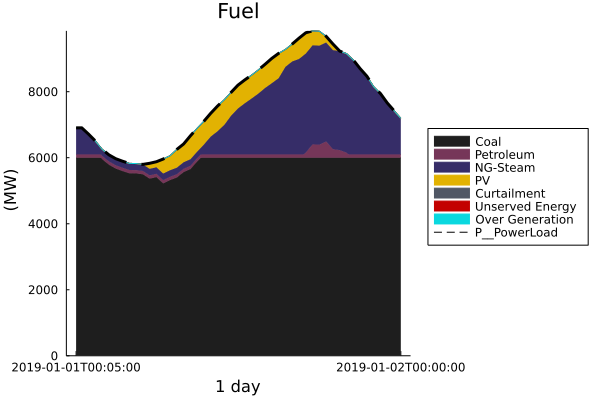 Fuel
(MW)
8000
6000
4000
2000
0
2019-01-01T00:05:00
2019-01-02T00:00:00
1 day
Coal
Petroleum
NG-Steam
PV
Curtailment
Unserved Energy
Over Generation
P__PowerLoad